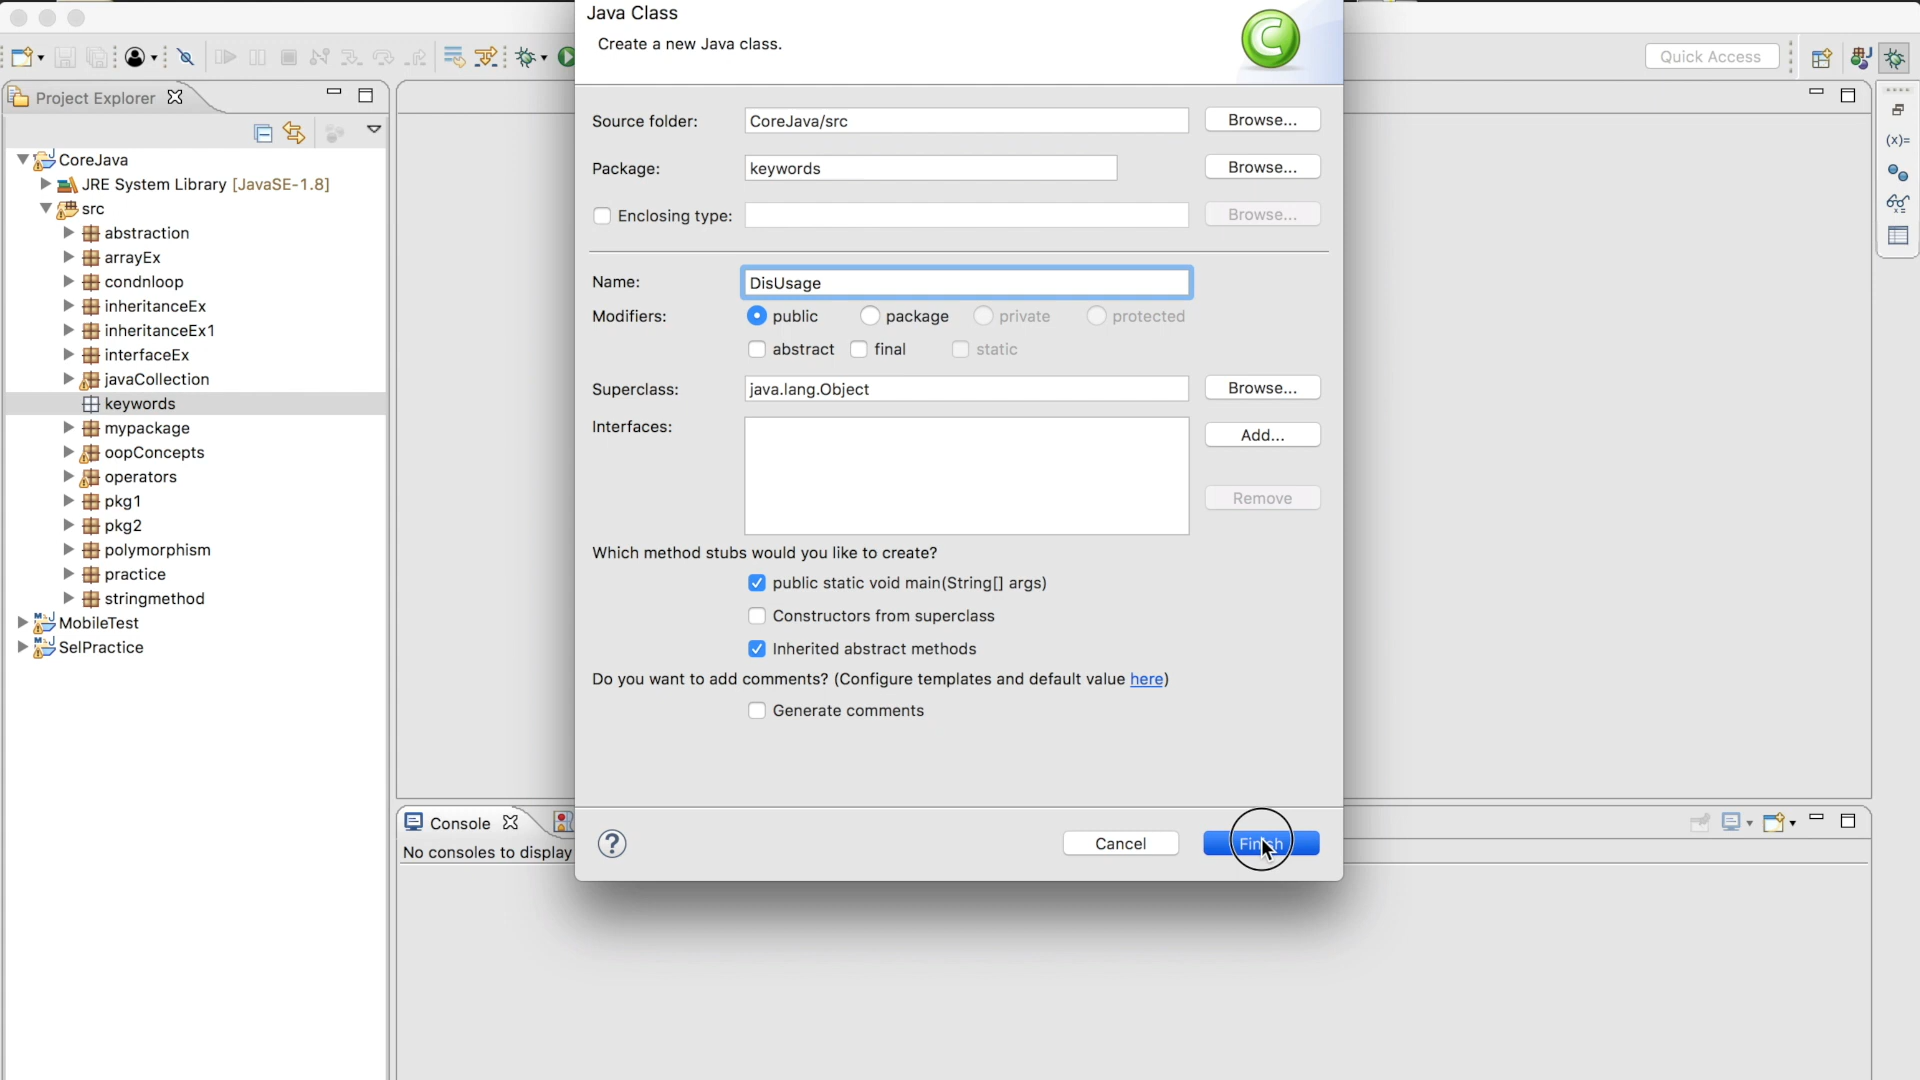 Java Class
Create a new Java class.
Quick Access
Project Explorer
CoreJava
JRE System Library [JavaSE-1.8]
src
abstraction
arrayEx
condnloop
inheritanceEx
inheritanceEx1
interfaceEx
javaCollection
keywords
mypackage
oopConcepts
operators
pkg1
pkg2
polymorphism
practice
stringmethod
MobileTest
SelPractice
Source folder: CoreJava/src Browse...
Package: keywords Browse...
Enclosing type: Browse...
Name: DisUsage
Modifiers: public package private protected
abstract final static
Superclass: java.lang.Object Browse...
Interfaces: Add...
Remove
Which method stubs would you like to create?
public static void main(String[] args)
Constructors from superclass
Inherited abstract methods
Do you want to add comments? (Configure templates and default value here)
Generate comments
Cancel Finish
Console
No consoles to display
(x)=